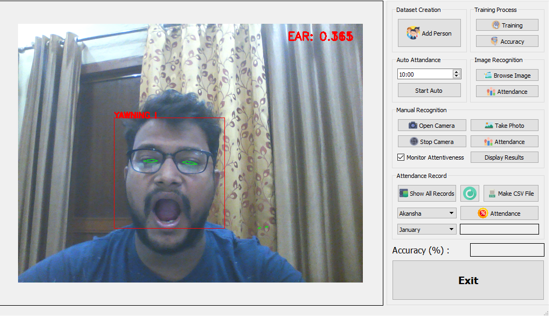 EAR: 0.365
YAWNING !
Dataset Creation
Add Person
Training Process
Training
Accuracy
Auto Attandance
10:00
Start Auto
Image Recognition
Browse Image
Attendance
Manual Recognition
Open Camera
Take Photo
Stop Camera
Attendance
Monitor Attentiveness
Display Results
Attendance Record
Show All Records
Make CSV File
Akansha
Attendance
January
Accuracy (%) :
Exit